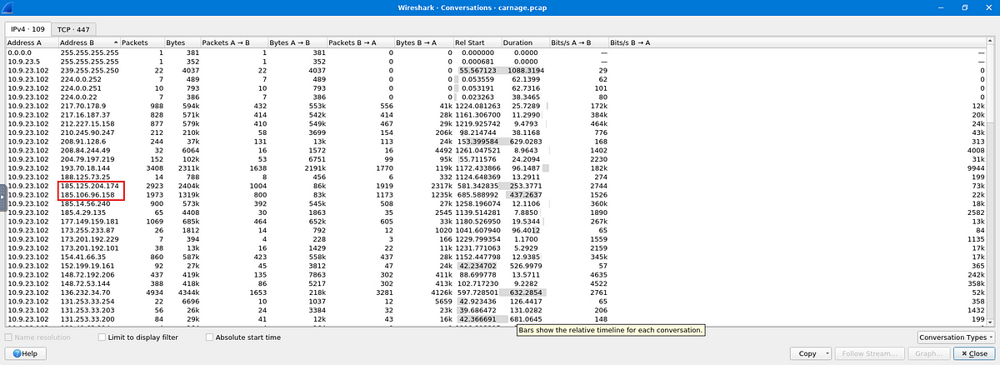 Wireshark · Conversations · carnage.pcap
IPv4 · 109 TCP · 447
Address A Address B Packets Bytes Packets A → B Bytes A → B Packets B → A Bytes B → A Rel Start Duration Bits/s A → B Bits/s B → A
0.0.0.0 255.255.255.255 1 381 1 381 0 0 0.000000 0.0000 — —
10.9.23.5 255.255.255.255 1 352 1 352 0 0 0.000681 0.0000 — —
10.9.23.102 239.255.255.250 22 4037 22 4037 0 0 55.567123 1088.3194 29 0
10.9.23.102 224.0.0.252 7 489 7 489 0 0 0.053559 62.1399 62 0
10.9.23.102 224.0.0.251 10 793 10 793 0 0 0.053191 62.7316 101 0
10.9.23.102 224.0.0.22 7 386 7 386 0 0 0.023263 38.3465 80 0
10.9.23.102 217.70.178.9 988 594k 432 553k 556 41k 1224.081263 25.7289 172k 12k
10.9.23.102 217.16.187.37 828 571k 414 542k 414 28k 1161.306700 11.2990 384k 20k
10.9.23.102 212.227.15.158 877 579k 410 549k 467 29k 1219.925742 9.4793 464k 24k
10.9.23.102 210.245.90.247 212 210k 58 3699 154 206k 98.214744 38.1168 776 43k
10.9.23.102 208.91.128.6 244 37k 131 13k 113 24k 153.399584 629.0283 168 313
10.9.23.102 208.84.244.49 32 6064 16 1572 16 4492 1261.047521 8.9643 1402 4008
10.9.23.102 204.79.197.219 152 102k 53 6751 99 95k 55.711576 24.2094 2230 31k
10.9.23.102 193.70.18.144 3408 2311k 1638 2191k 1770 119k 1172.433866 96.1487 182k 9944
10.9.23.102 188.125.73.25 14 788 8 456 6 332 1124.648369 13.2911 274 199
10.9.23.102 185.125.204.174 2923 2404k 1004 86k 1919 2317k 581.342835 253.3771 2744 73k
10.9.23.102 185.106.96.158 1973 1319k 800 83k 1173 1235k 685.588992 437.2637 1526 22k
10.9.23.102 185.14.56.240 900 573k 392 545k 508 27k 1258.196074 12.1106 360k 18k
10.9.23.102 185.4.29.135 65 4408 30 1863 35 2545 1139.514281 7.8850 1890 2582
10.9.23.102 177.149.159.181 1069 685k 464 652k 605 33k 1180.526950 19.5344 267k 13k
10.9.23.102 173.255.233.87 26 1812 14 792 12 1020 1041.607940 96.4012 65 84
10.9.23.102 173.201.192.229 7 394 4 228 3 166 1229.799354 1.1700 1559 1135
10.9.23.102 173.201.192.101 38 13k 16 1429 22 11k 1231.771063 5.2929 2159 17k
10.9.23.102 154.41.66.35 860 587k 423 558k 437 28k 1152.447798 12.9385 345k 17k
10.9.23.102 152.199.19.161 92 27k 45 3812 47 24k 42.234702 526.9979 57 365
10.9.23.102 148.72.192.206 437 419k 135 7863 302 411k 88.699778 13.5711 4635 242k
10.9.23.102 148.72.53.144 388 418k 86 5217 302 413k 102.717230 9.2282 4522 358k
10.9.23.102 136.232.34.70 4934 4344k 1653 218k 3281 4126k 597.728501 632.2854 2761 52k
10.9.23.102 131.253.33.254 22 6696 10 1037 12 5659 42.923436 126.4417 65 358
10.9.23.102 131.253.33.203 56 26k 24 3384 32 23k 39.686472 131.0282 206 1432
10.9.23.102 131.253.33.200 84 29k 41 12k 43 16k 42.366691 681.0645 148 199
Bars show the relative timeline for each conversation.
Name resolution Limit to display filter Absolute start time Conversation Types
Help Copy Follow Stream... Graph... Close